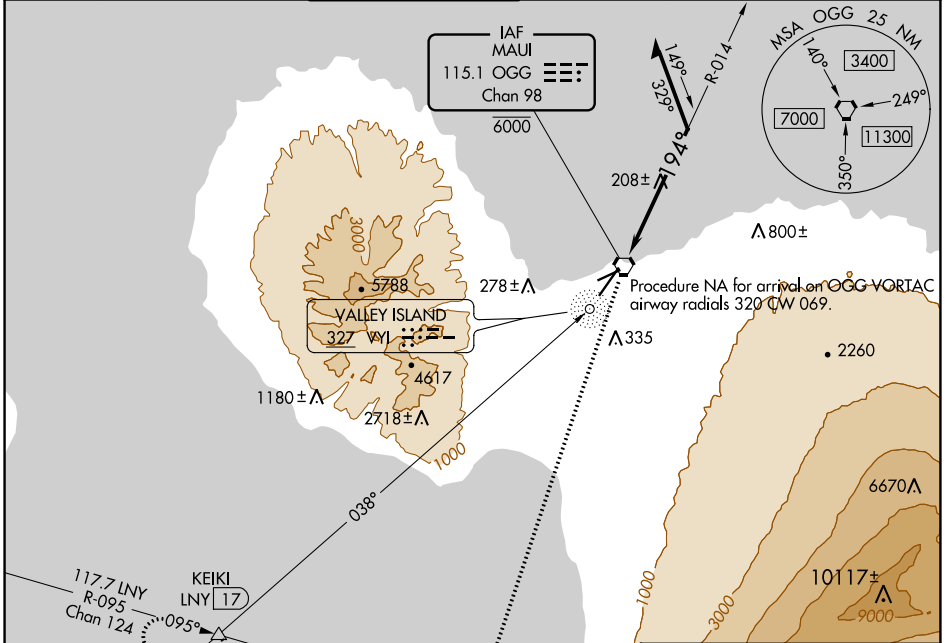 IAF
MAUI
115.1 OGG
Chan 98
6000
149°
329°
R-014
194°
208±
MSA OGG 25 NM
140°
3400
249°
7000
11300
350°
800±
3000
5788
278±
Procedure NA for arrival on OGG VORTAC
airway radials 320 CW 069.
VALLEY ISLAND
327 VYI
335
2260
4617
1180±
2718±
1000
6670
038°
117.7 LNY
R-095
Chan 124
095°
KEIKI
LNY 17
10117±
9000
1000
3000